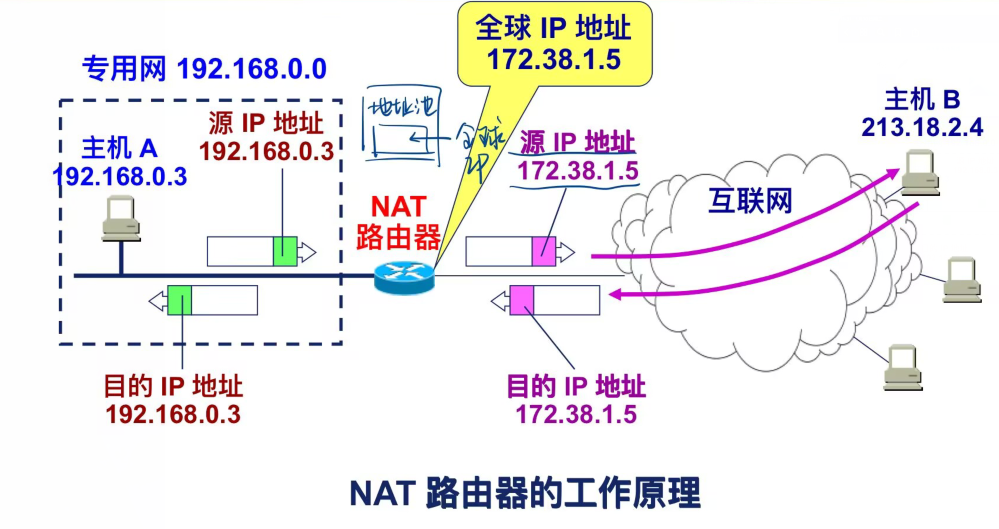 全球 IP 地址
172.38.1.5
专用网 192.168.0.0
地址池
全球
IP
源 IP 地址
192.168.0.3
主机 A
192.168.0.3
NAT
路由器
源 IP 地址
172.38.1.5
互联网
主机 B
213.18.2.4
目的 IP 地址
192.168.0.3
目的 IP 地址
172.38.1.5
NAT 路由器的工作原理